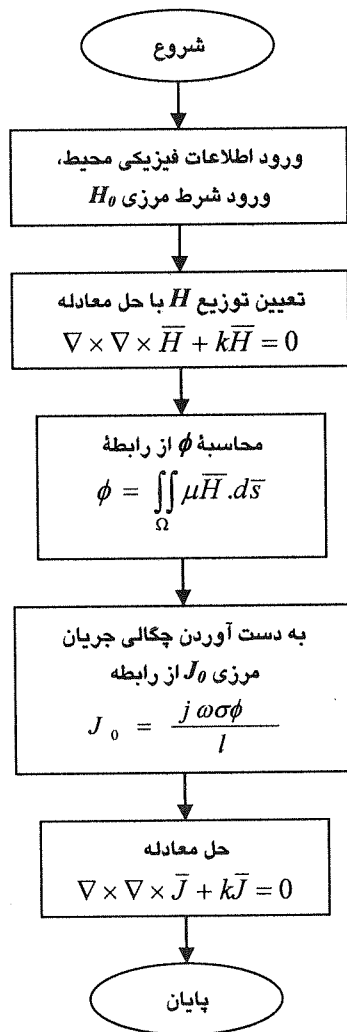 شروع
ورود اطلاعات فیزیکی محیط،
ورود شرط مرزی H₀
تعیین توزیع H با حل معادله
∇ × ∇ × H̅ + kH̅ = 0
محاسبهٔ ϕ از رابطهٔ
ϕ = ∬_Ω μH̅ .ds̅
به دست آوردن چگالی جریان
مرزی J₀ از رابطه
J₀ = jωσϕ / l
حل معادله
∇ × ∇ × J̅ + kJ̅ = 0
پایان